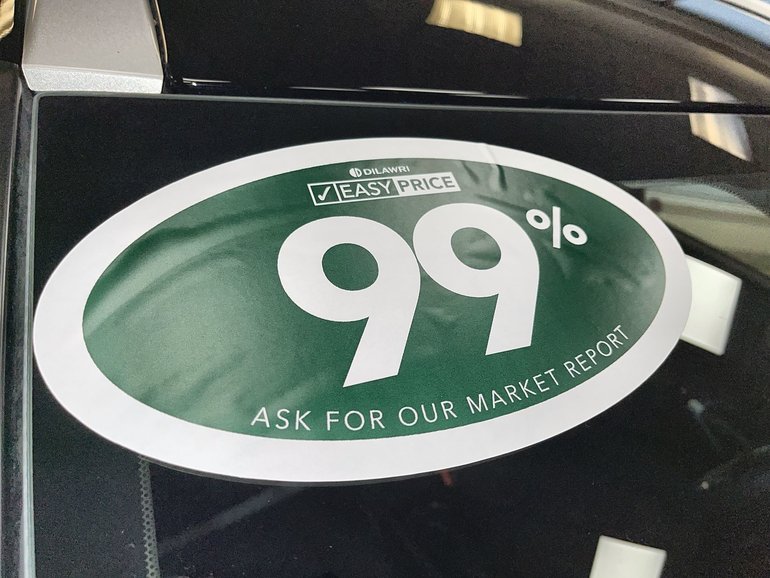 DILAWRI
✓ EASY PRICE
99%
ASK FOR OUR MARKET REPORT